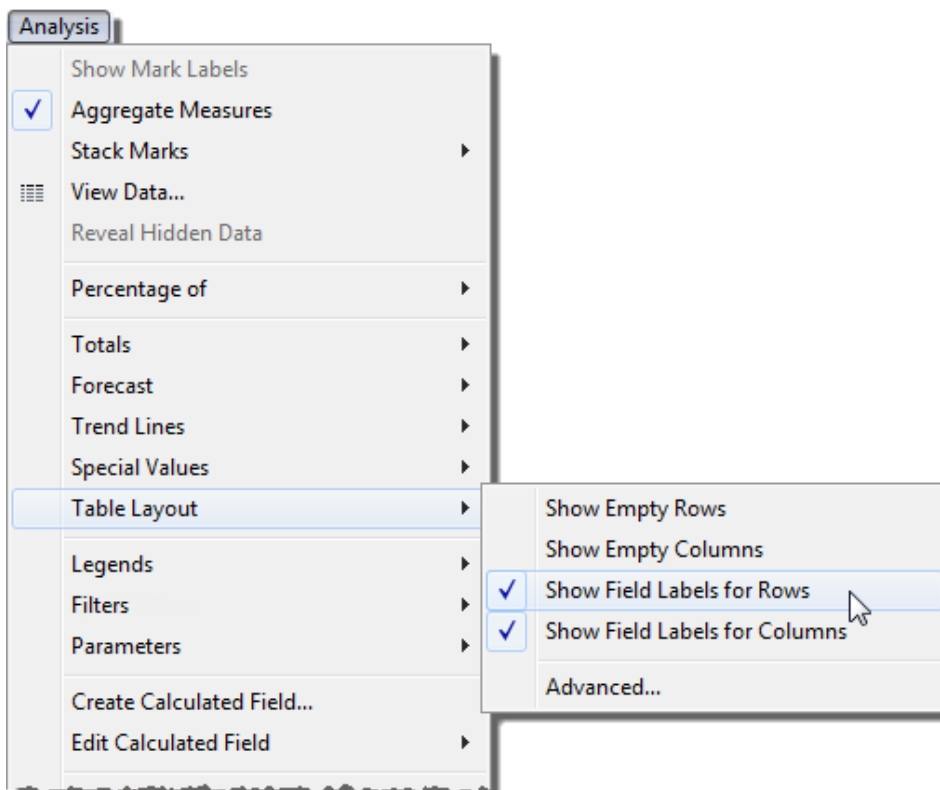 Analysis
Show Mark Labels
Aggregate Measures
Stack Marks
View Data...
Reveal Hidden Data
Percentage of
Totals
Forecast
Trend Lines
Special Values
Table Layout
Legends
Filters
Parameters
Create Calculated Field...
Edit Calculated Field
Show Empty Rows
Show Empty Columns
Show Field Labels for Rows
Show Field Labels for Columns
Advanced...